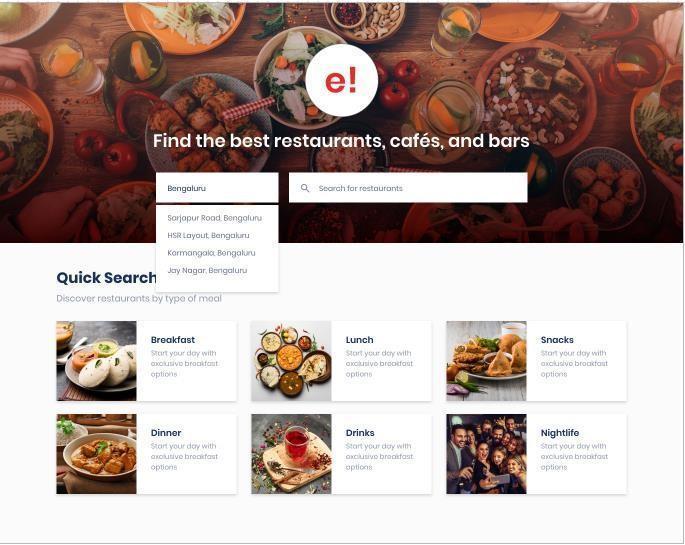 e!
Find the best restaurants, cafés, and bars
Bengaluru
Search for restaurants
Sarjapur Road, Bengaluru
HSR Layout, Bengaluru
Kormangala, Bengaluru
Jay Nagar, Bengaluru
Quick Search
Discover restaurants by type of meal
Breakfast
Start your day with
exclusive breakfast
options
Lunch
Start your day with
exclusive breakfast
options
Snacks
Start your day with
exclusive breakfast
options
Dinner
Start your day with
exclusive breakfast
options
Drinks
Start your day with
exclusive breakfast
options
Nightlife
Start your day with
exclusive breakfast
options